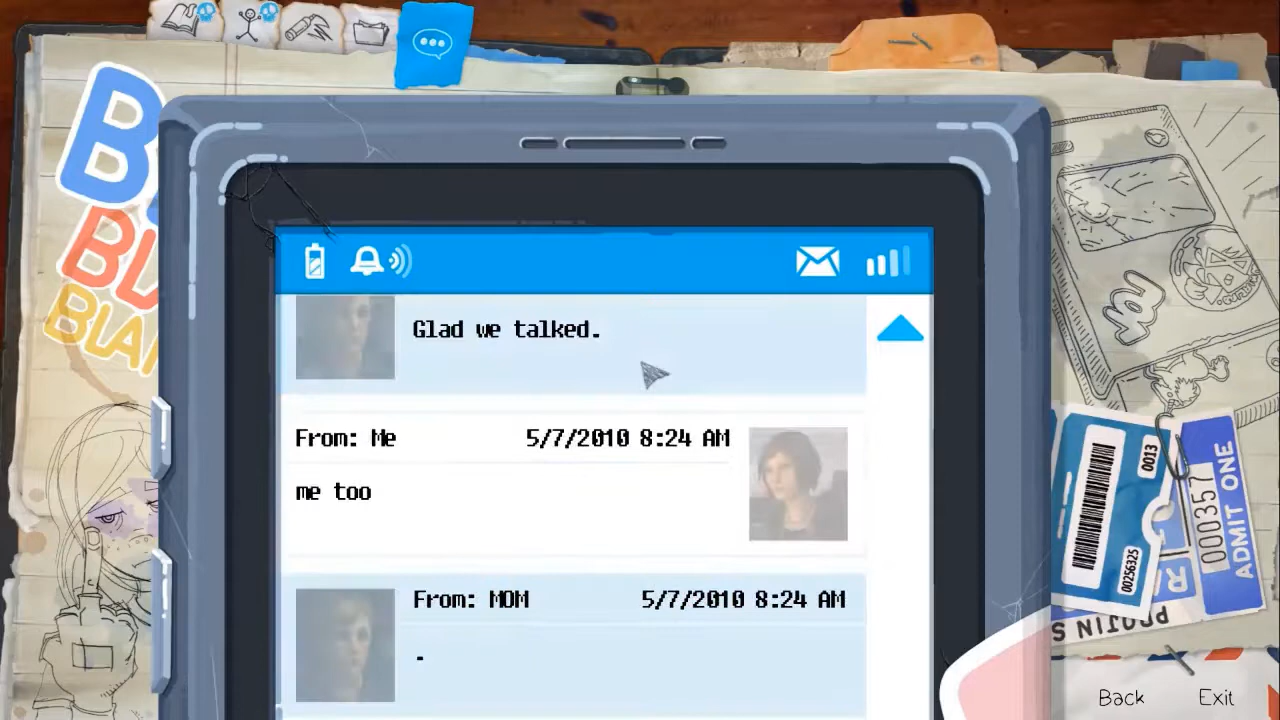 Glad we talked.
From: Me 5/7/2010 8:24 AM
me too
From: MOM 5/7/2010 8:24 AM
.
0013
00256325
000357
ADMIT ONE
Back Exit